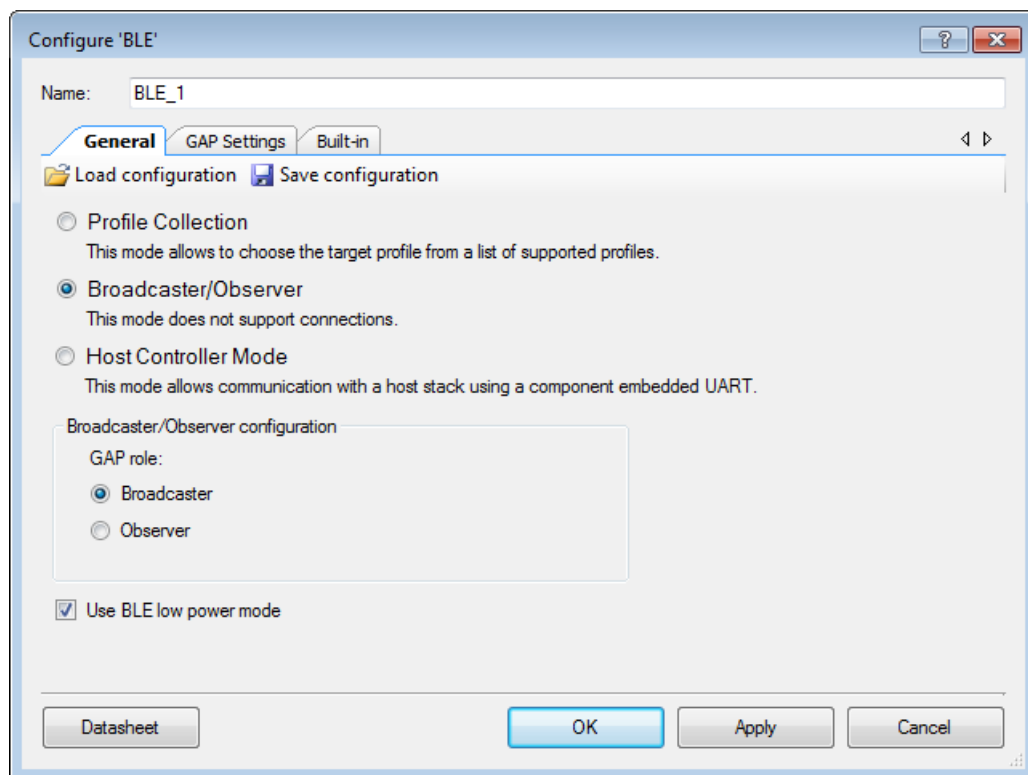 Configure 'BLE'
Name: BLE_1
General GAP Settings Built-in
Load configuration Save configuration
Profile Collection
This mode allows to choose the target profile from a list of supported profiles.
Broadcaster/Observer
This mode does not support connections.
Host Controller Mode
This mode allows communication with a host stack using a component embedded UART.
Broadcaster/Observer configuration
GAP role:
Broadcaster
Observer
Use BLE low power mode
Datasheet OK Apply Cancel